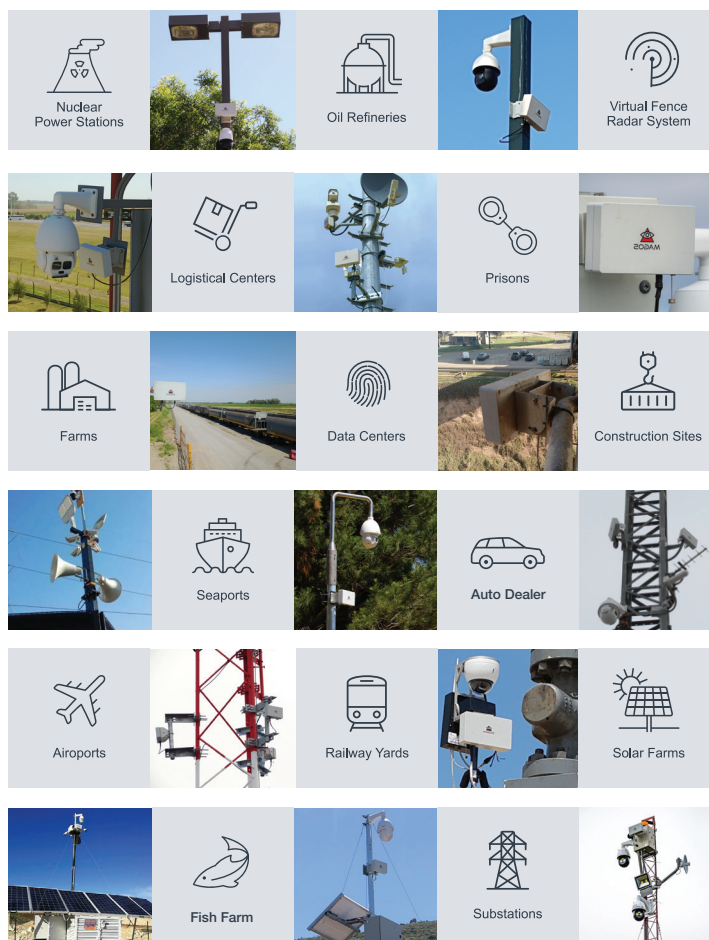 Nuclear
Power Stations
Oil Refineries
Virtual Fence
Radar System
Logistical Centers
Prisons
MAGOS
Farms
Data Centers
Construction Sites
Seaports
Auto Dealer
Airoports
Railway Yards
Solar Farms
Fish Farm
Substations